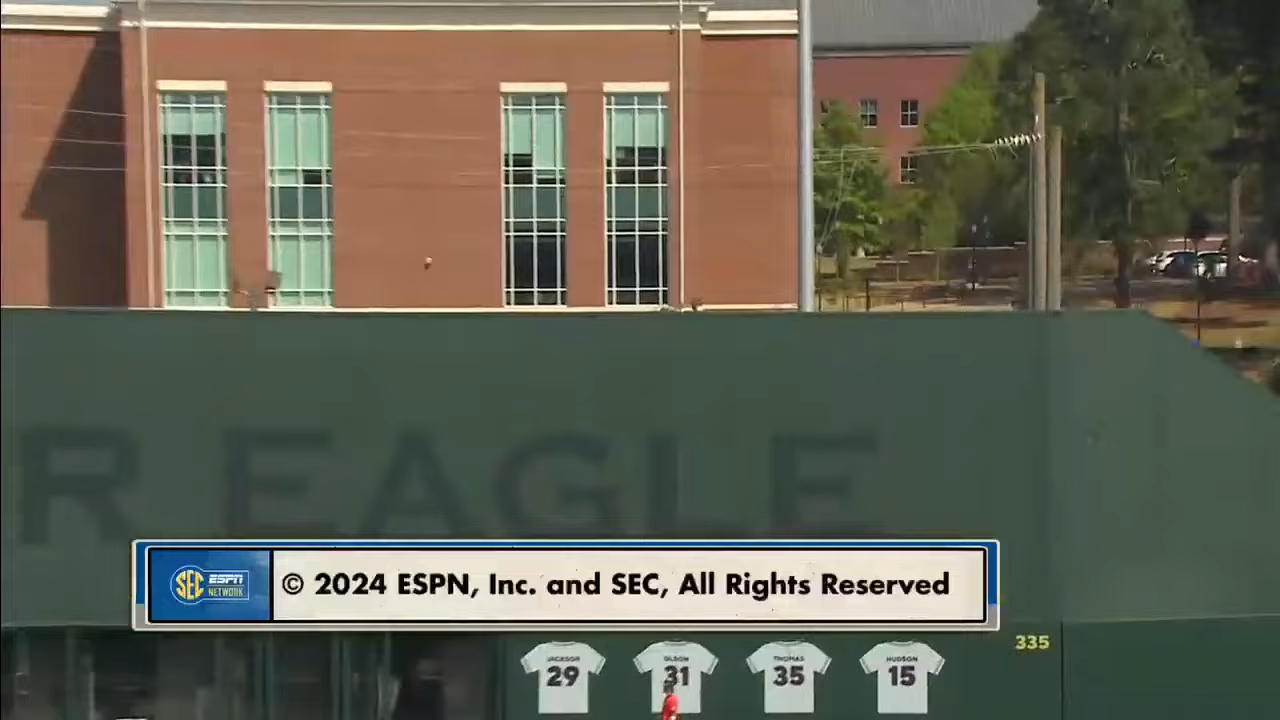 R EAGLE
SEC ESPN
NETWORK
© 2024 ESPN, Inc. and SEC, All Rights Reserved
335
JACKSON OLSON THOMAS HUDSON
29 31 35 15